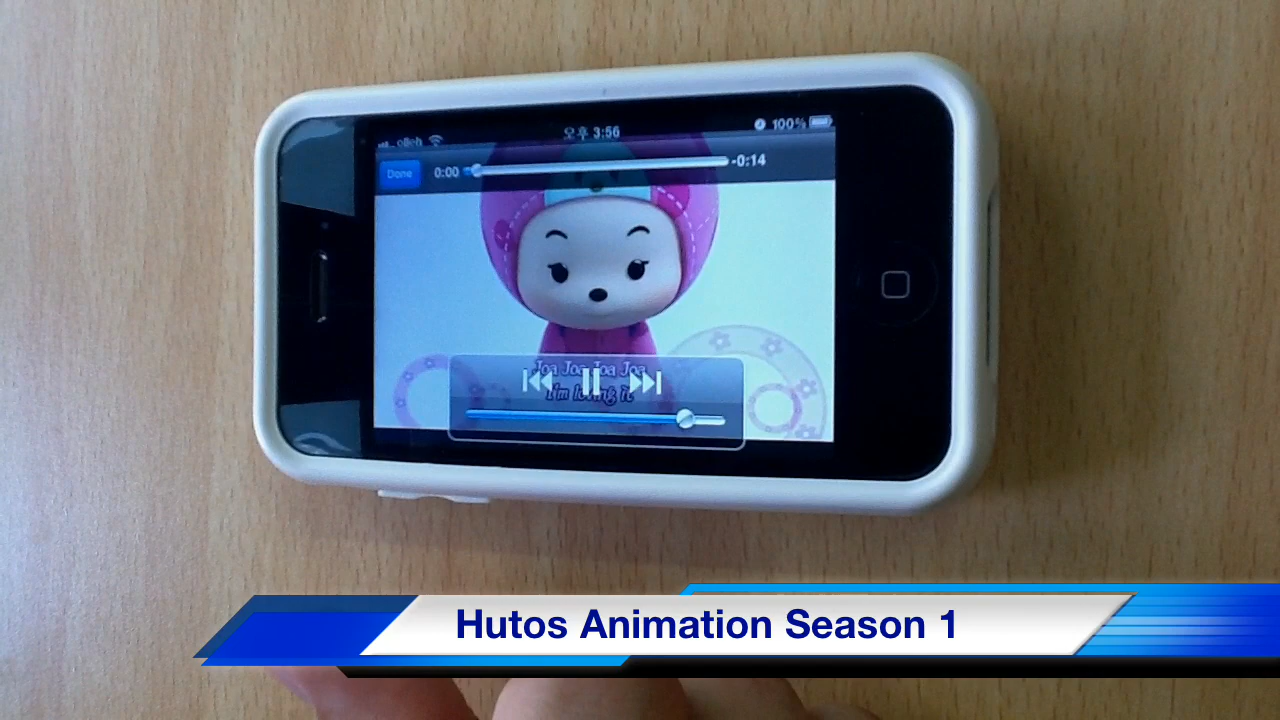 olleh
오후 3:56
100%
Done
0:00
-0:14
Joa Joa Joa Joa
I'm loving it
Hutos Animation Season 1